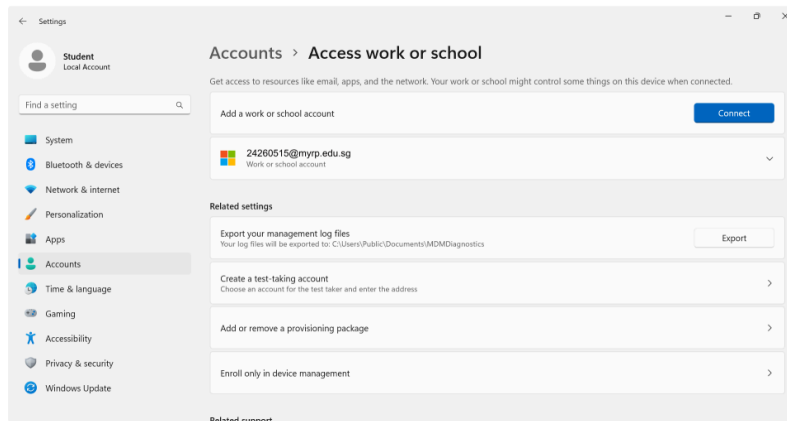 Settings
Student
Local Account
Find a setting
System
Bluetooth & devices
Network & internet
Personalization
Apps
Accounts
Time & language
Gaming
Accessibility
Privacy & security
Windows Update
Accounts > Access work or school
Get access to resources like email, apps, and the network. Your work or school might control some things on this device when connected.
Add a work or school account
Connect
24260515@myrp.edu.sg
Work or school account
Related settings
Export your management log files
Your log files will be exported to: C:\Users\Public\Documents\MDMDiagnostics
Export
Create a test-taking account
Choose an account for the test taker and enter the address
Add or remove a provisioning package
Enroll only in device management
Related support